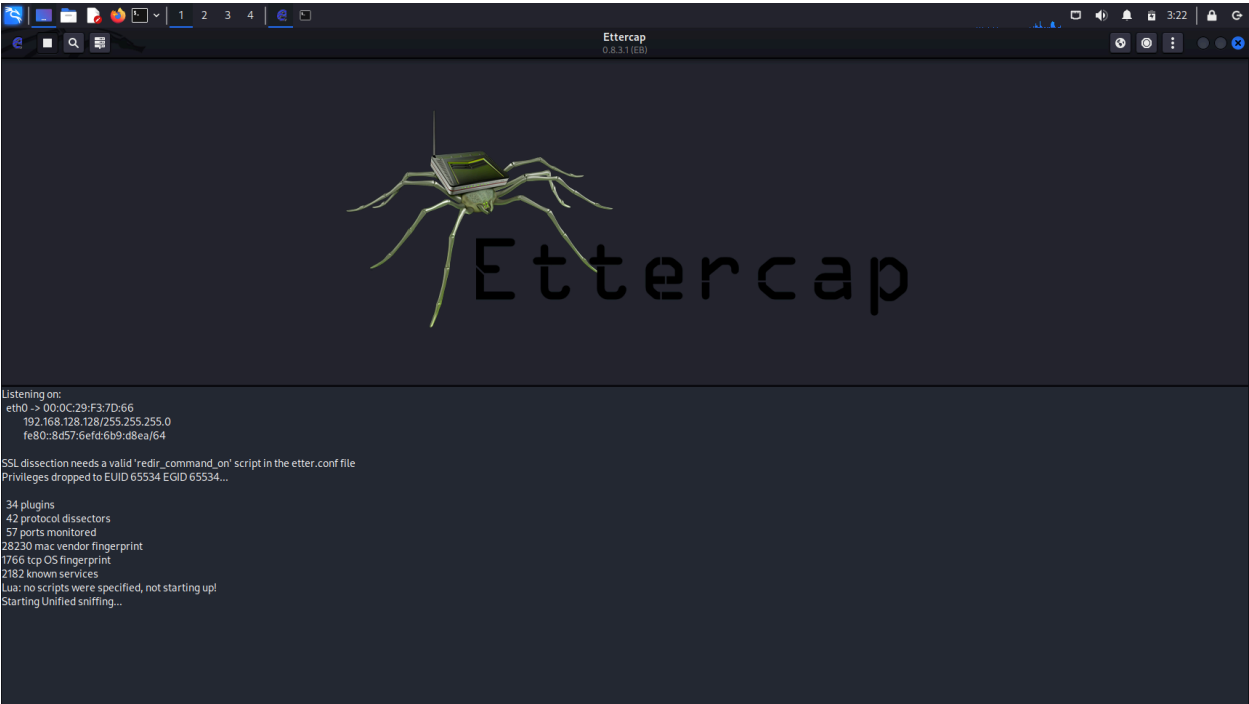 1 2 3 4
3:22
Ettercap
0.8.3.1 (EB)
Ettercap
Listening on:
eth0 -> 00:0C:29:F3:7D:66
192.168.128.128/255.255.255.0
fe80::8d57:6efd:6b9:d8ea/64
SSL dissection needs a valid 'redir_command_on' script in the etter.conf file
Privileges dropped to EUID 65534 EGID 65534...
34 plugins
42 protocol dissectors
57 ports monitored
28230 mac vendor fingerprint
1766 tcp OS fingerprint
2182 known services
Lua: no scripts were specified, not starting up!
Starting Unified sniffing...